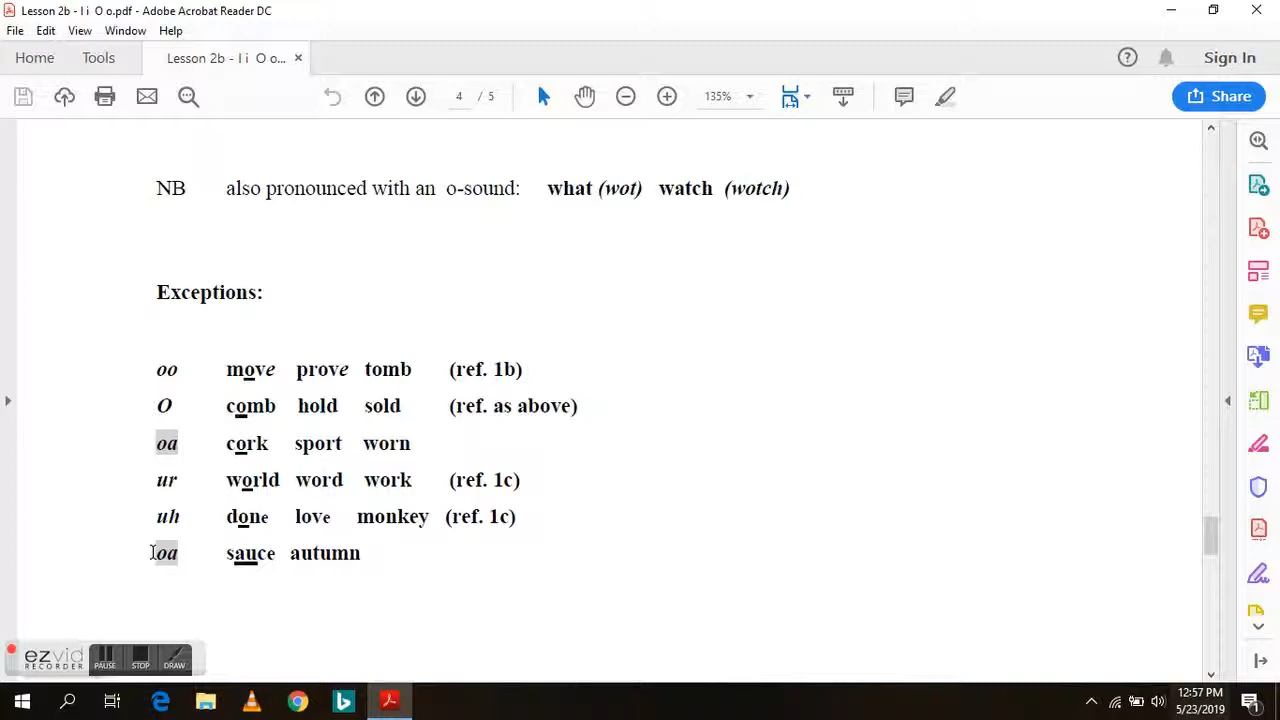 Lesson 2b - I i  O o.pdf - Adobe Acrobat Reader DC
File Edit View Window Help
Home Tools Lesson 2b - I i  O o... × Sign In
4 / 5 135% Share
NB also pronounced with an o-sound: what (wot) watch (wotch)
Exceptions:
oo move prove tomb (ref. 1b)
O comb hold sold (ref. as above)
oa cork sport worn
ur world word work (ref. 1c)
uh done love monkey (ref. 1c)
oa sauce autumn
ezvid
RECORDER
PAUSE STOP DRAW
12:57 PM
5/23/2019
1